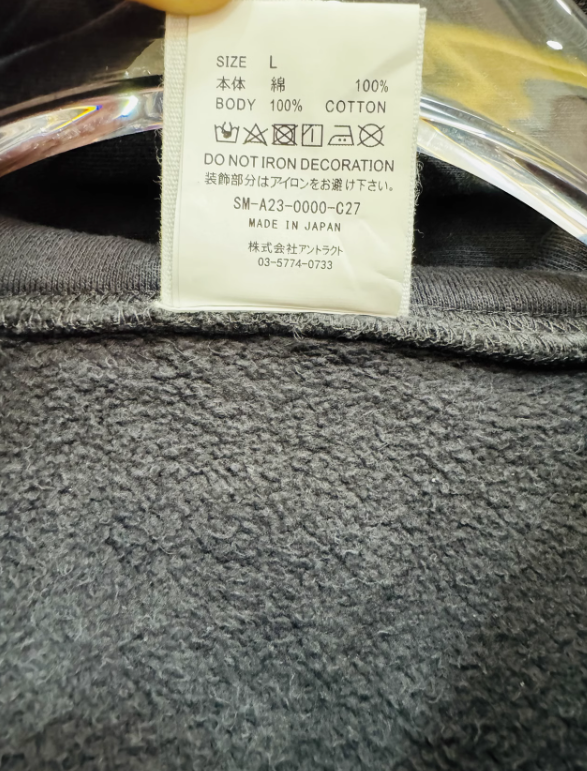 SIZE L
本体 綿 100%
BODY 100% COTTON
DO NOT IRON DECORATION
装飾部分はアイロンをお避け下さい。
SM-A23-0000-C27
MADE IN JAPAN
株式会社アントラクト
03-5774-0733